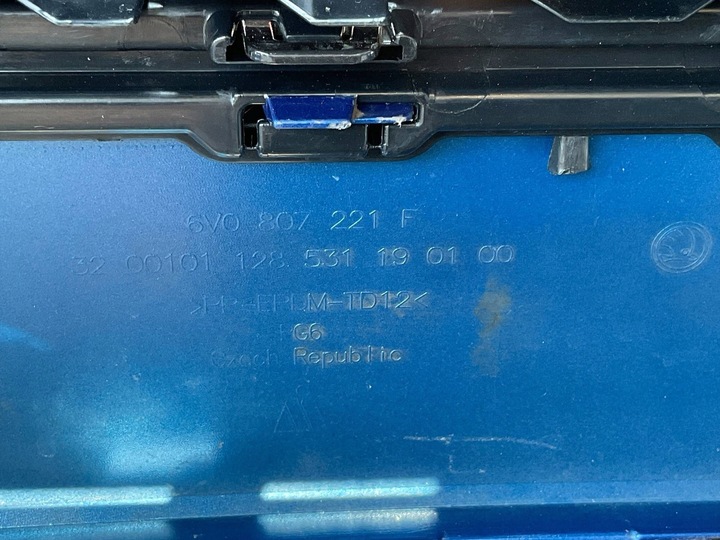 6V0 807 221 F
32 00101 128 531 19 01 00
>PP-EPDM-TD12<
G6
Czech Republic